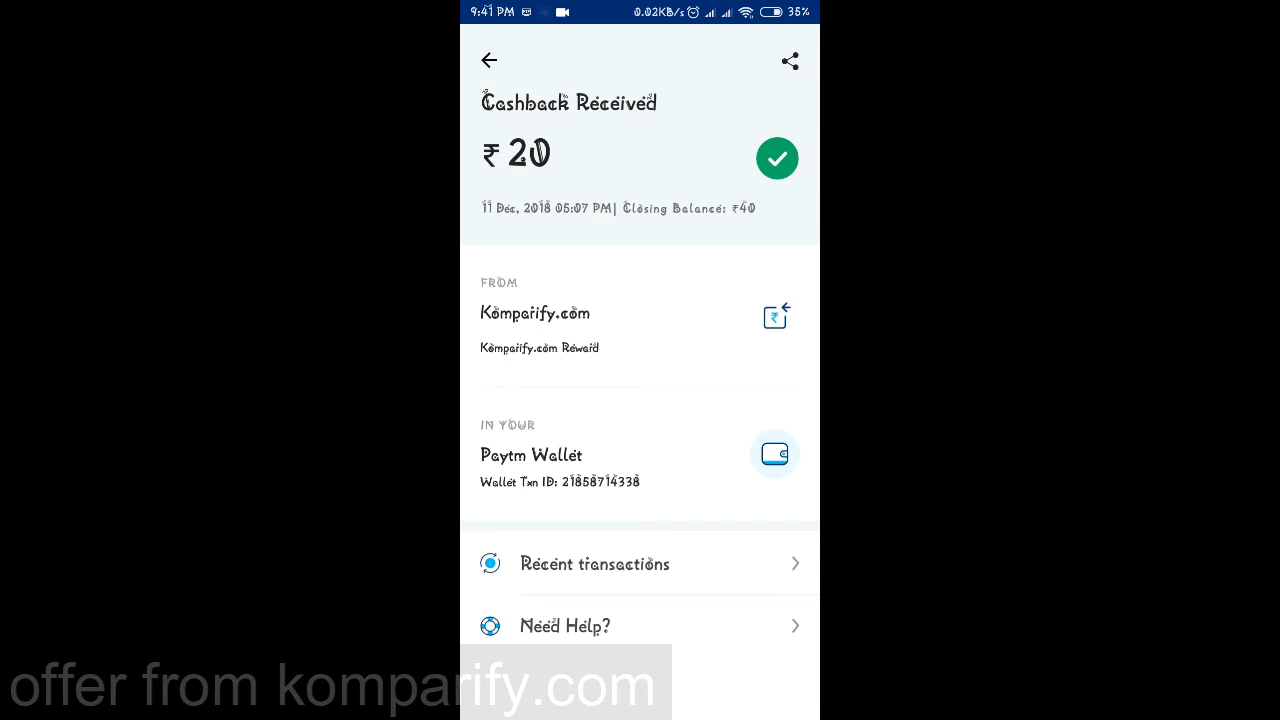 9:41 PM 0.02KB/s 35%
Cashback Received
₹ 20
11 Dec, 2018 05:07 PM| Closing Balance: ₹40
FROM
Komparify.com
Komparify.com Reward
IN YOUR
Paytm Wallet
Wallet Txn ID: 21858714338
Recent transactions
Need Help?
offer from komparify.com